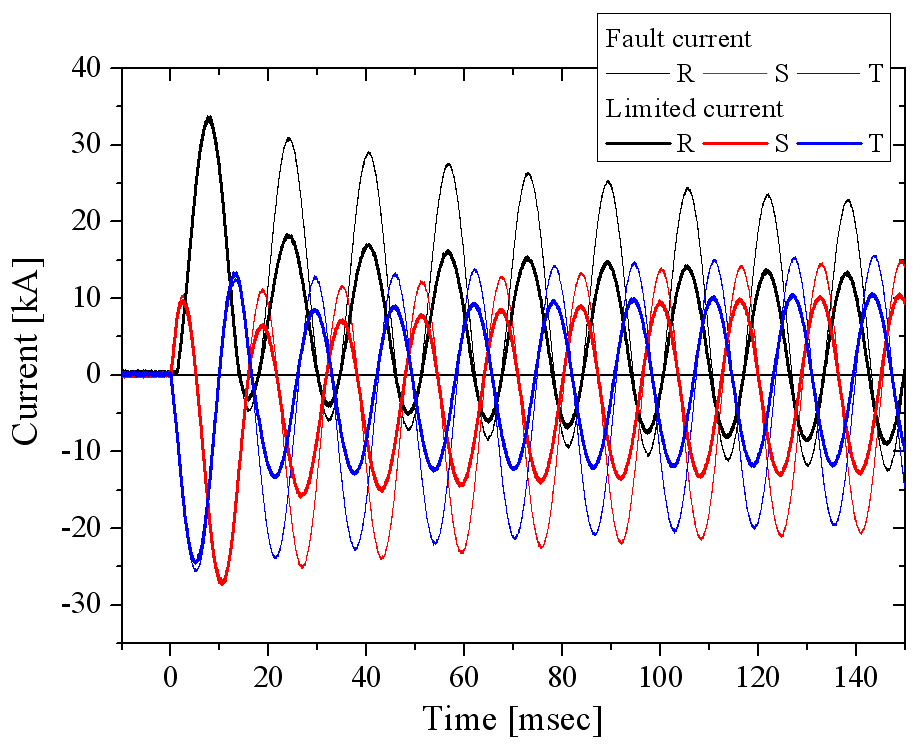 Fault current
R S T
Limited current
R S T
40
30
20
10
0
-10
-20
-30
Current [kA]
0 20 40 60 80 100 120 140
Time [msec]